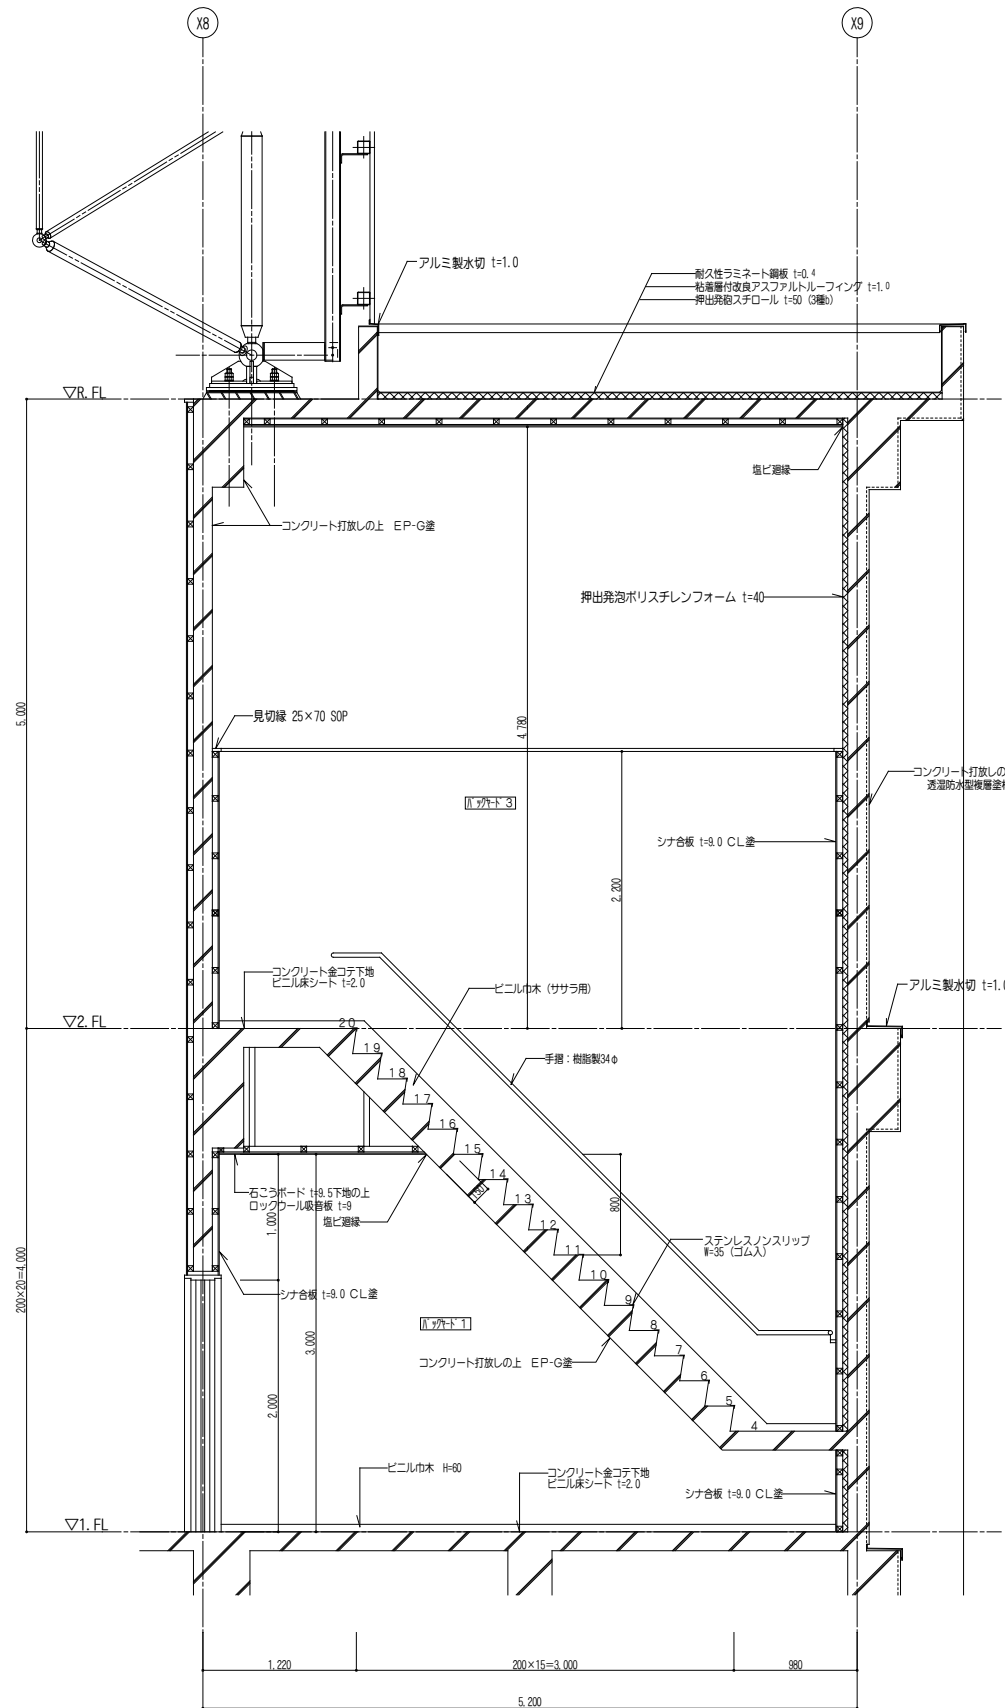 X8
X9
アルミ製水切 t=1.0
耐久性ラミネート鋼板 t=0.4
粘着層付改良アスファルトルーフィング t=1.0
押出発砲スチロール t=50 (3種b)
▽R.FL
塩ビ廻縁
コンクリート打放しの上 EP-G塗
押出発泡ポリスチレンフォーム t=40
5,000
4,780
見切縁 25×70 SOP
コンクリート打放しの
透湿防水型複層塗
バックヤード3
シナ合板 t=9.0 CL塗
2,200
コンクリート金コテ下地
ビニル床シート t=2.0
ビニル巾木(ササラ用)
アルミ製水切 t=1.0
▽2.FL
20
19
18
17
16
15
14
13
12
11
10
9
8
7
6
5
4
手摺:樹脂製34φ
150
800
石こうボード t=9.5下地の上
ロックウール吸音板 t=9
塩ビ廻縁
1,000
ステンレスノンスリップ
W=35 (ゴム入)
シナ合板 t=9.0 CL塗
200×20=4,000
3,000
バックヤード1
コンクリート打放しの上 EP-G塗
2,000
ビニル巾木 H=60
コンクリート金コテ下地
ビニル床シート t=2.0
シナ合板 t=9.0 CL塗
▽1.FL
1,220
200×15=3,000
980
5,200